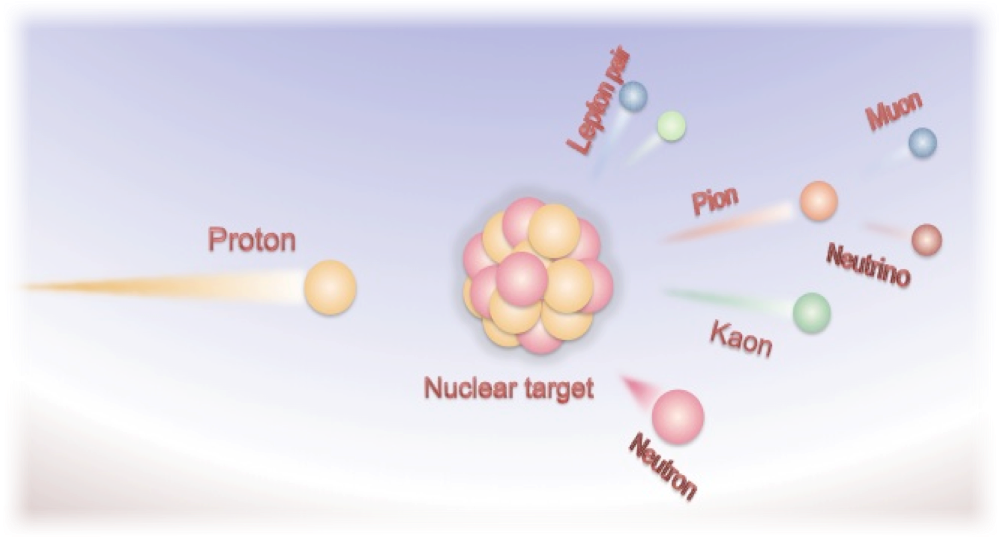 Lepton pair
Muon
Pion
Proton
Neutrino
Kaon
Nuclear target
Neutron